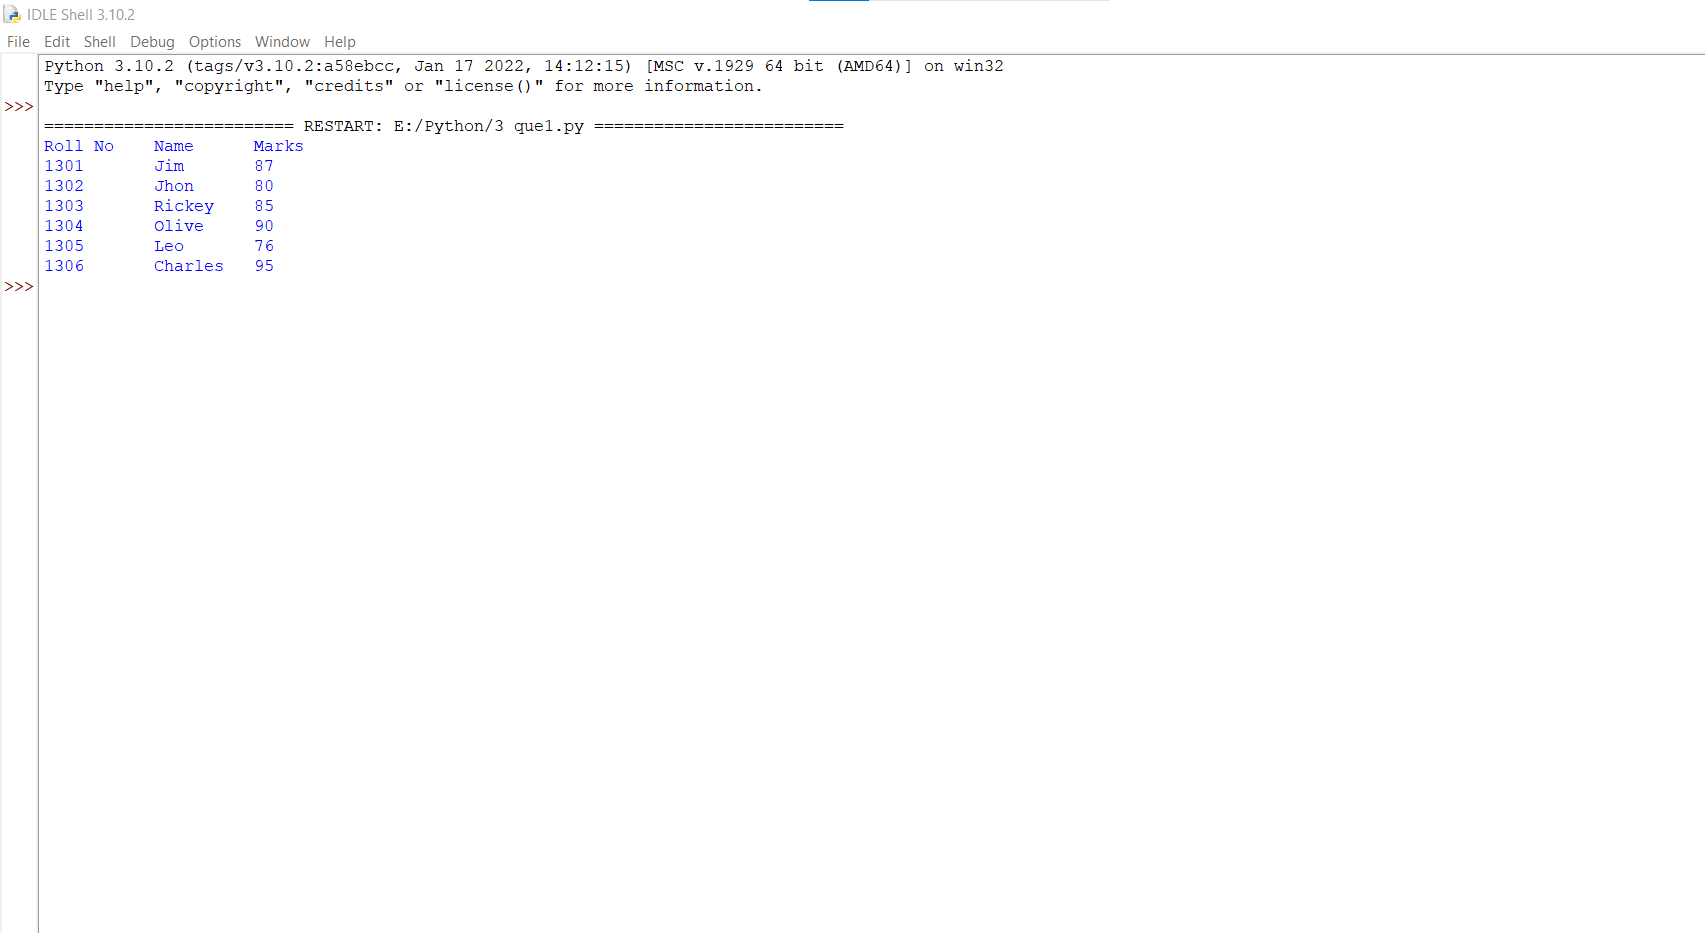 IDLE Shell 3.10.2
File Edit Shell Debug Options Window Help
Python 3.10.2 (tags/v3.10.2:a58ebcc, Jan 17 2022, 14:12:15) [MSC v.1929 64 bit (AMD64)] on win32
Type "help", "copyright", "credits" or "license()" for more information.
>>>
========================= RESTART: E:/Python/3 que1.py =========================
Roll No    Name      Marks
1301       Jim       87
1302       Jhon      80
1303       Rickey    85
1304       Olive     90
1305       Leo       76
1306       Charles   95
>>>